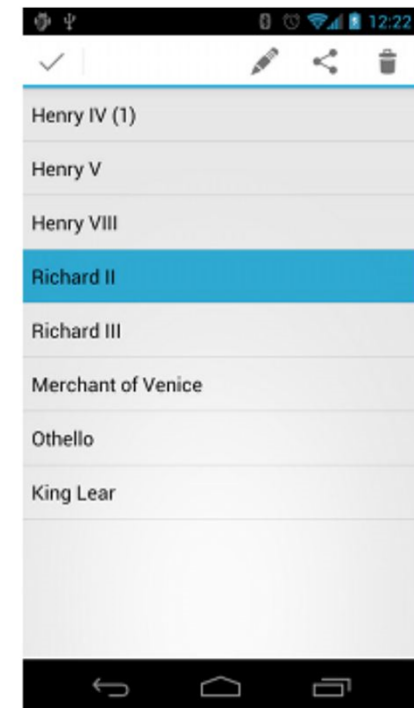 12:22
Henry IV (1)
Henry V
Henry VIII
Richard II
Richard III
Merchant of Venice
Othello
King Lear